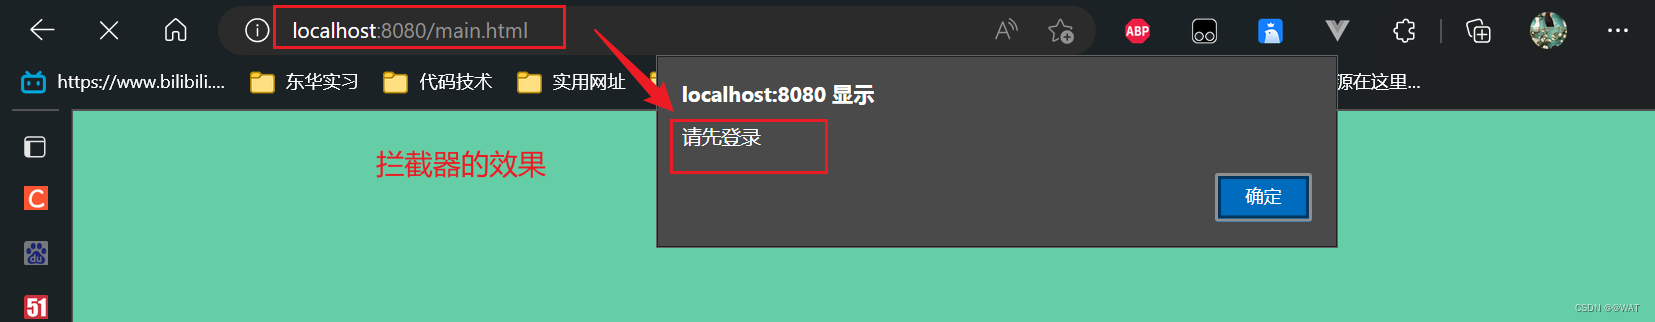 localhost:8080/main.html
ABP
https://www.bilibili....
东华实习
代码技术
实用网址
源在这里...
localhost:8080 显示
请先登录
确定
拦截器的效果
C
du
51
CSDN @@WAT